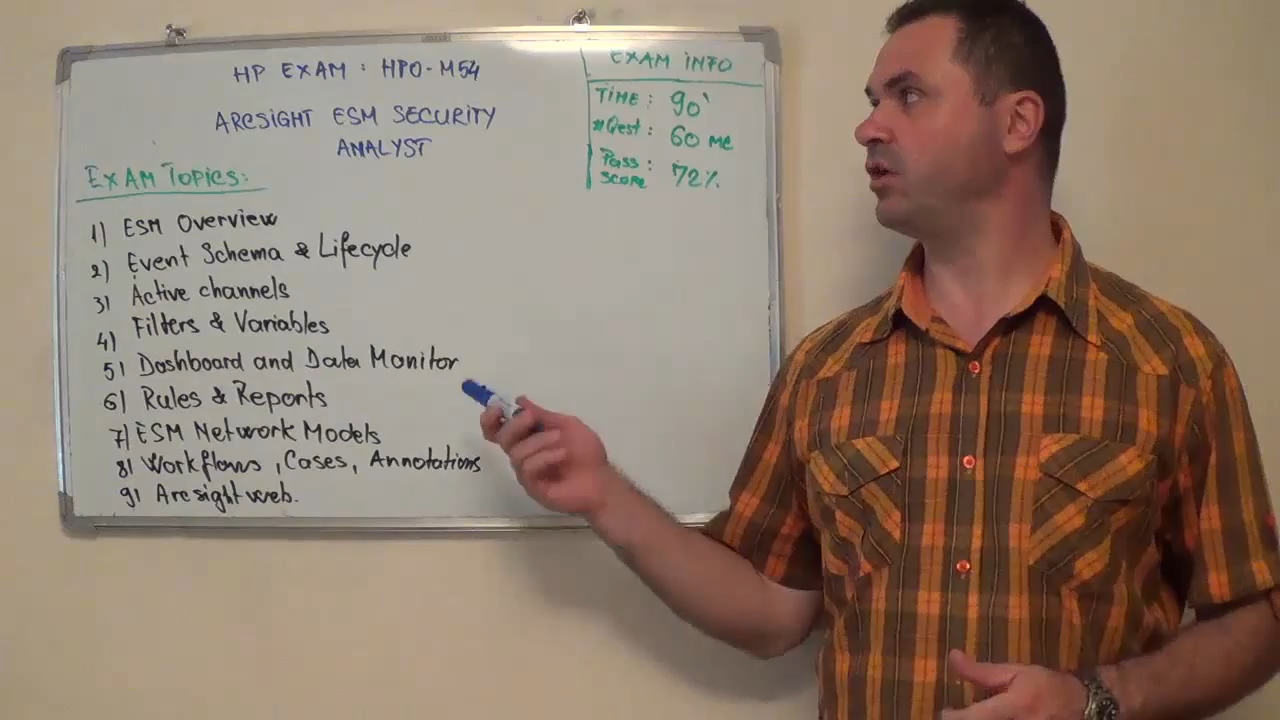 HP EXAM: HPO-M54
ARCSIGHT ESM SECURITY
ANALYST
EXAM TOPICS:
1) ESM Overview
2) Event Schema & Lifecycle
3) Active channels
4) Filters & Variables
5) Dashboard and Data Monitor
6) Rules & Reports
7) ESM Network Models
8) Workflows, Cases, Annotations
9) Arcsight web.
EXAM INFO
TIME: 90'
#Qest: 60 MC
Pass
score: 72%